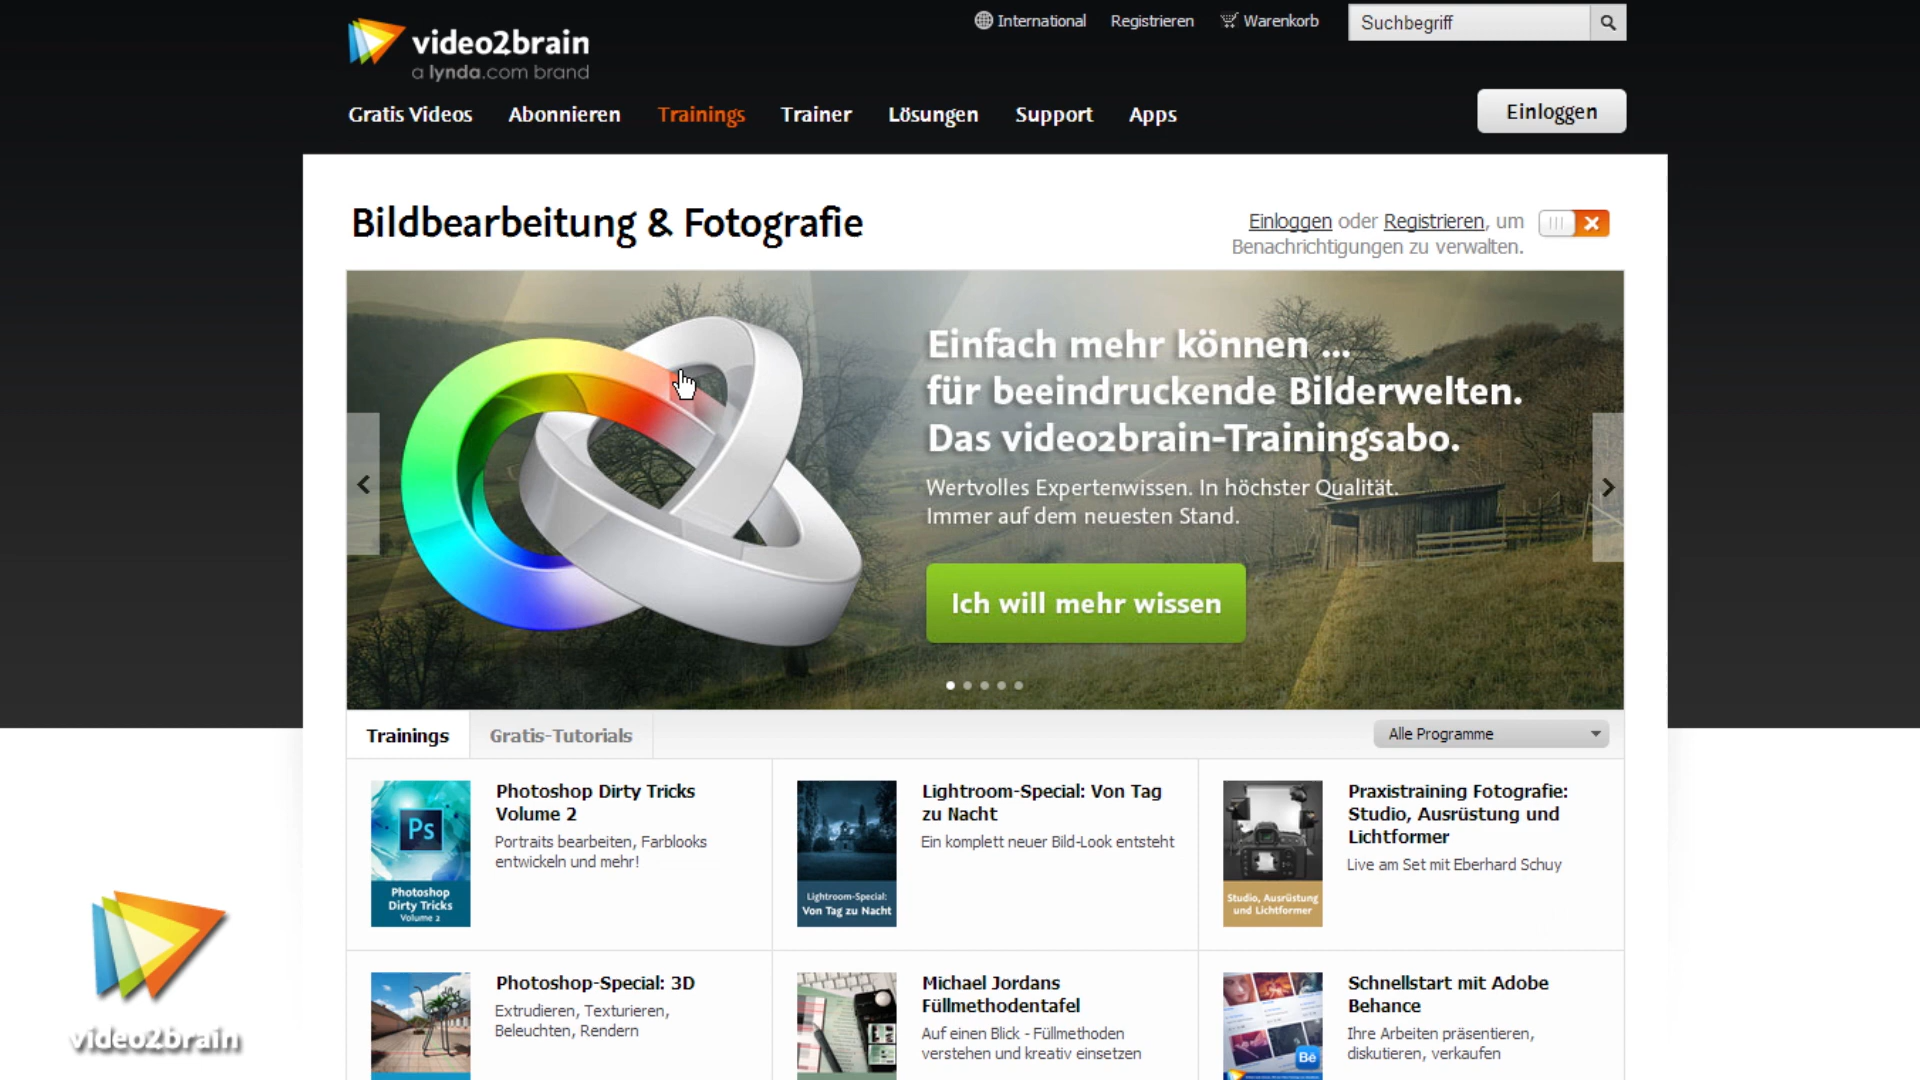 International Registrieren Warenkorb Suchbegriff
video2brain
a lynda.com brand
Gratis Videos Abonnieren Trainings Trainer Lösungen Support Apps Einloggen
Bildbearbeitung & Fotografie
Einloggen oder Registrieren, um
Benachrichtigungen zu verwalten.
Einfach mehr können ...
für beeindruckende Bilderwelten.
Das video2brain-Trainingsabo.
Wertvolles Expertenwissen. In höchster Qualität.
Immer auf dem neuesten Stand.
Ich will mehr wissen
Trainings Gratis-Tutorials Alle Programme
Ps
Photoshop
Dirty Tricks
Volume 2
Photoshop Dirty Tricks
Volume 2
Portraits bearbeiten, Farblooks
entwickeln und mehr!
Lightroom-Special:
Von Tag zu Nacht
Lightroom-Special: Von Tag
zu Nacht
Ein komplett neuer Bild-Look entsteht
Studio, Ausrüstung
und Lichtformer
Praxistraining Fotografie:
Studio, Ausrüstung und
Lichtformer
Live am Set mit Eberhard Schuy
Photoshop-Special: 3D
Extrudieren, Texturieren,
Beleuchten, Rendern
Michael Jordans
Füllmethodentafel
Auf einen Blick - Füllmethoden
verstehen und kreativ einsetzen
Bē
Schnellstart mit Adobe
Behance
Ihre Arbeiten präsentieren,
diskutieren, verkaufen
video2brain